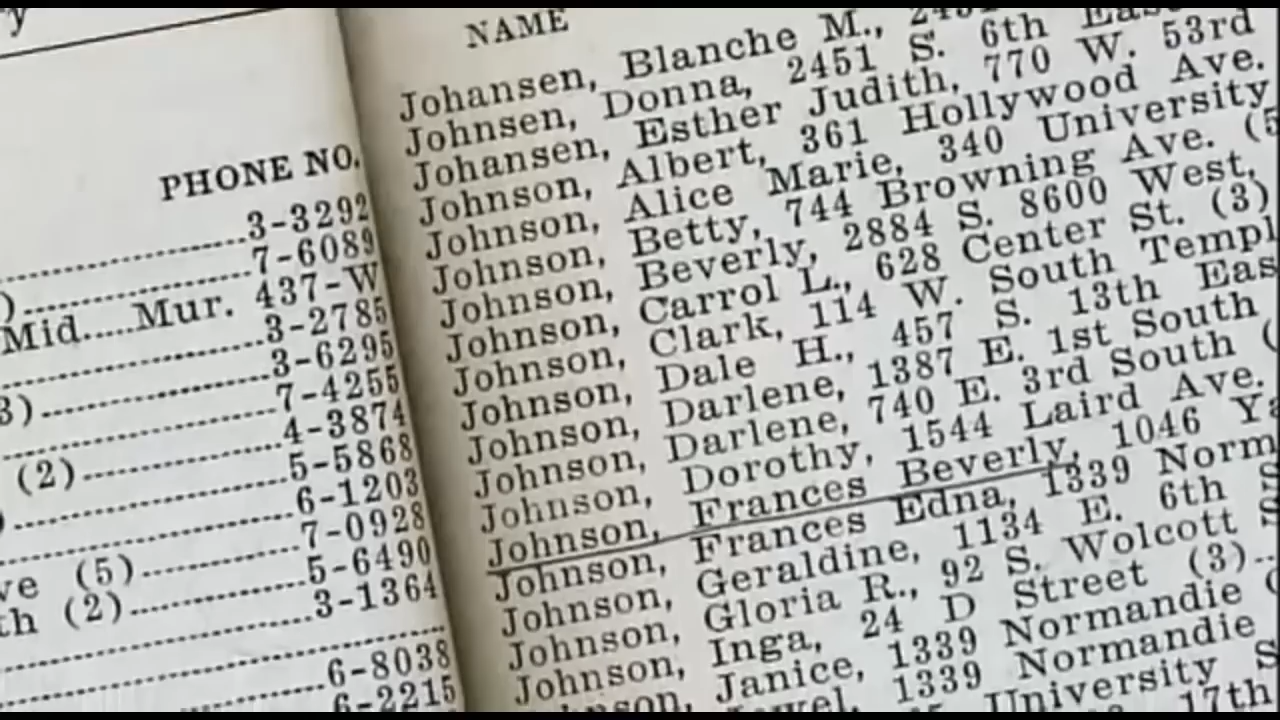 PHONE NO.
3-3292
7-6089
Mid.....Mur. 437-W
3-2785
3-6295
3) 7-4255
4-3874
(2) 5-5868
6-1203
7-0928
ve (5) 5-6490
th (2) 3-1364
6-8038
6-2215
NAME
Johansen, Blanche M.,
Johnsen, Donna, 2451 S. 6th East
Johansen, Esther Judith, 770 W. 53rd
Johnson, Albert, 361 Hollywood Ave.
Johnson, Alice Marie, 340 University
Johnson, Betty, 744 Browning Ave. (5
Johnson, Beverly, 2884 S. 8600 West,
Johnson, Carrol L., 628 Center St. (3)
Johnson, Clark, 114 W. South Templ
Johnson, Dale H., 457 S. 13th Eas
Johnson, Darlene, 1387 E. 1st South
Johnson, Darlene, 740 E. 3rd South (
Johnson, Dorothy, 1544 Laird Ave.
Johnson, Frances Beverly, 1046 Ya
Johnson, Frances Edna, 1339 Norm
Johnson, Geraldine, 1134 E. 6th S
Johnson, Gloria R., 92 S. Wolcott S
Johnson, Inga, 24 D Street (3)
Johnson, Janice, 1339 Normandie
1339 Normandie
University S
17th